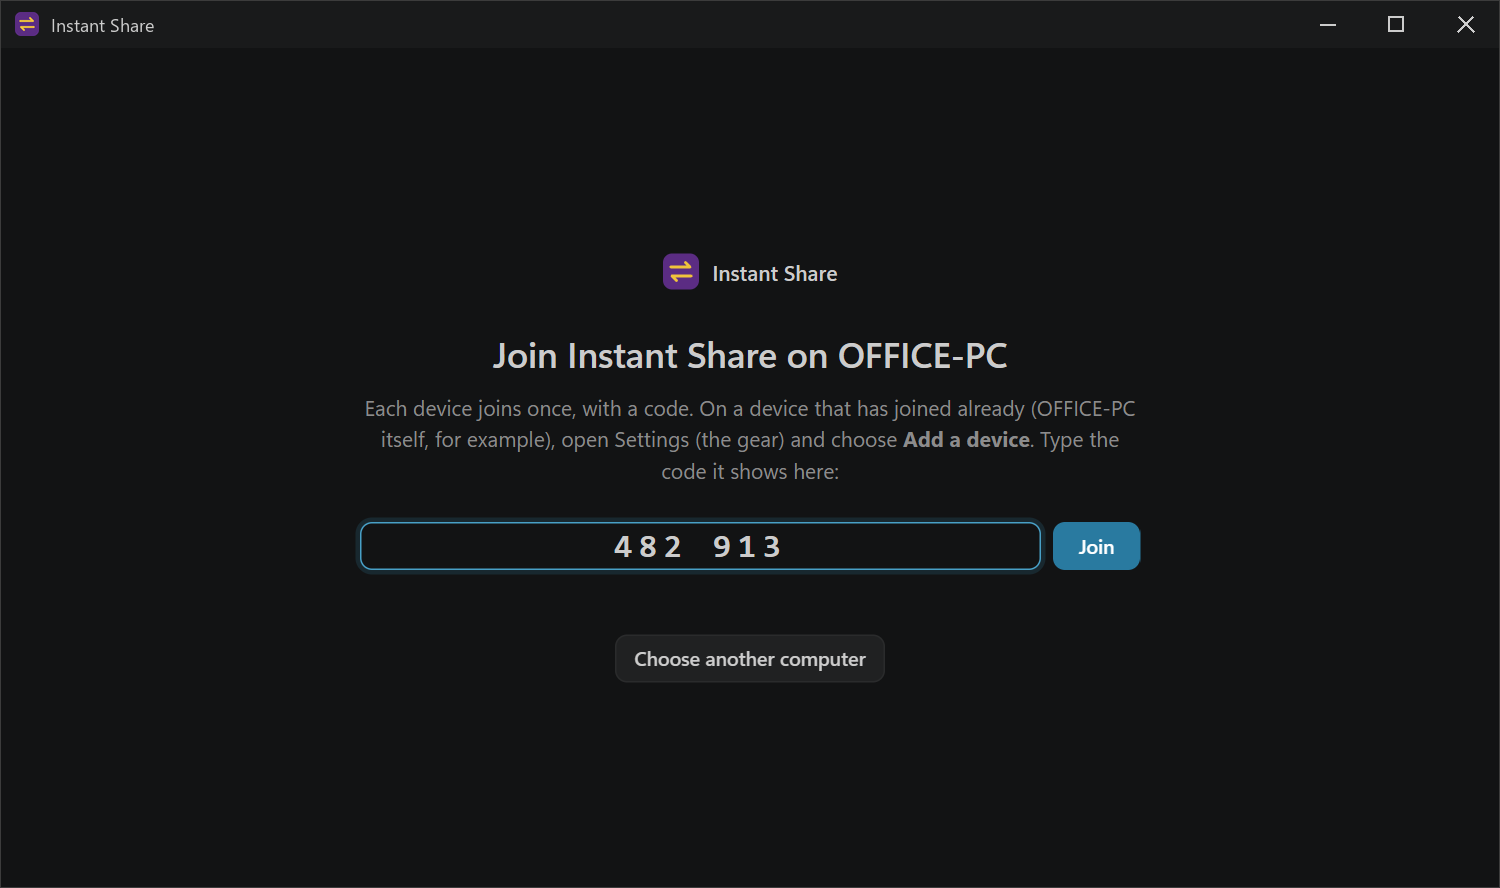 Instant Share
Instant Share
Join Instant Share on OFFICE-PC
Each device joins once, with a code. On a device that has joined already (OFFICE-PC
itself, for example), open Settings (the gear) and choose Add a device. Type the
code it shows here:
482 913
Join
Choose another computer